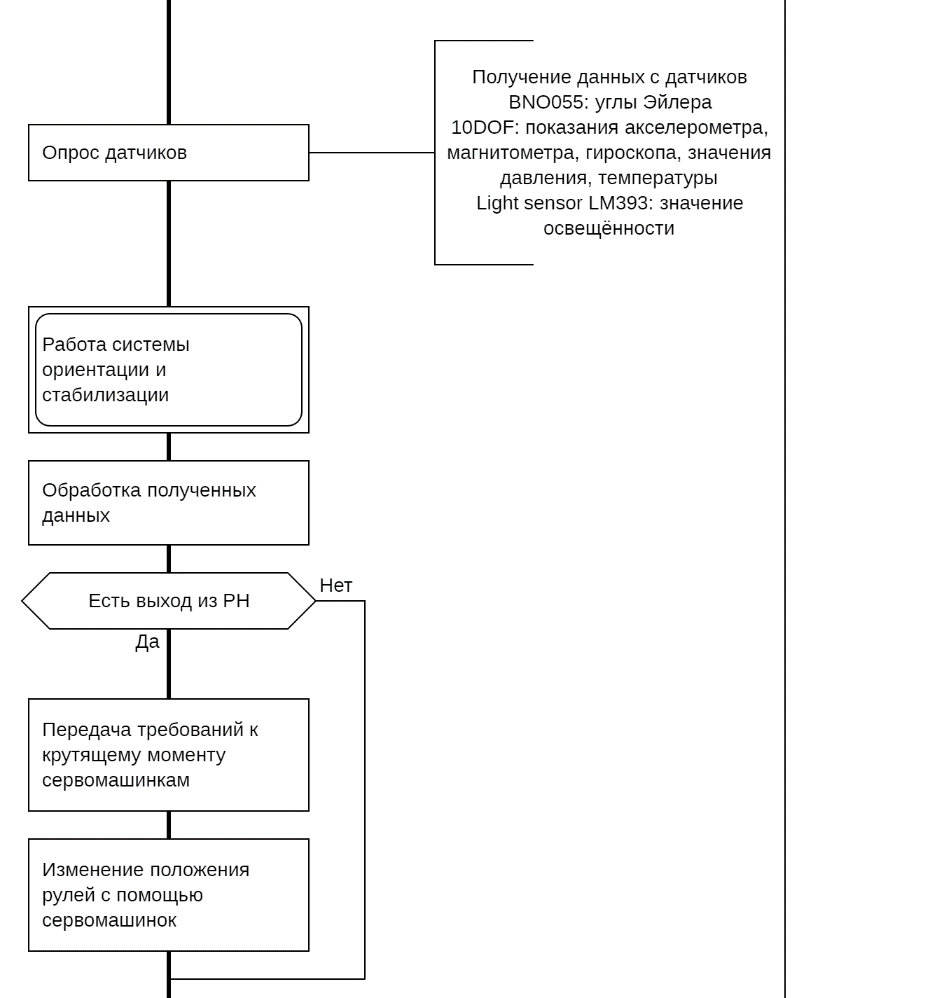 Получение данных с датчиков
BNO055: углы Эйлера
10DOF: показания акселерометра,
магнитометра, гироскопа, значения
давления, температуры
Light sensor LM393: значение
освещённости
Опрос датчиков
Работа системы
ориентации и
стабилизации
Обработка полученных
данных
Есть выход из РН
Нет
Да
Передача требований к
крутящему моменту
сервомашинкам
Изменение положения
рулей с помощью
сервомашинок